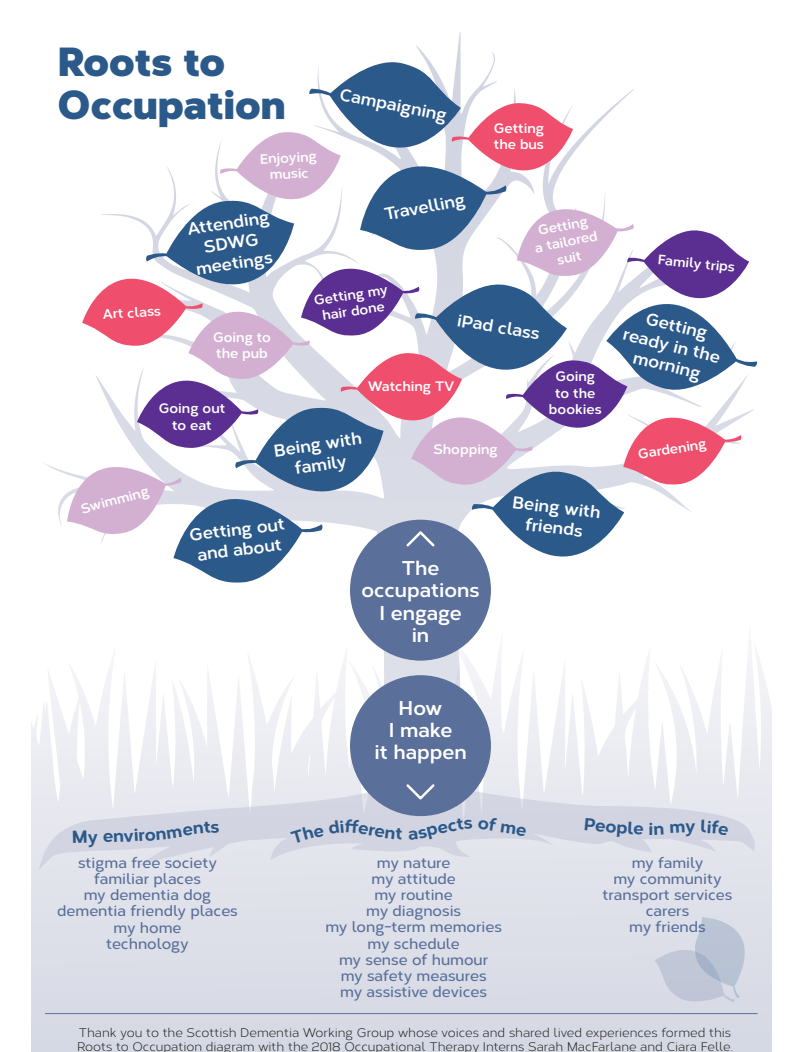 Roots to
Occupation
Campaigning
Getting
the bus
Enjoying
music
Travelling
Attending
SDWG
meetings
Getting
a tailored
suit
Family trips
Art class
Getting my
hair done
Going to
the pub
iPad class
Getting
ready in the
morning
Watching TV
Going
to the
bookies
Going out
to eat
Being with
family
Shopping
Gardening
Swimming
Getting out
and about
Being with
friends
The
occupations
I engage
in
How
I make
it happen
My environments
stigma free society
familiar places
my dementia dog
dementia friendly places
my home
technology
The different aspects of me
my nature
my attitude
my routine
my diagnosis
my long-term memories
my schedule
my sense of humour
my safety measures
my assistive devices
People in my life
my family
my community
transport services
carers
my friends
Thank you to the Scottish Dementia Working Group whose voices and shared lived experiences formed this
Roots to Occupation diagram with the 2018 Occupational Therapy Interns Sarah MacFarlane and Ciara Felle.